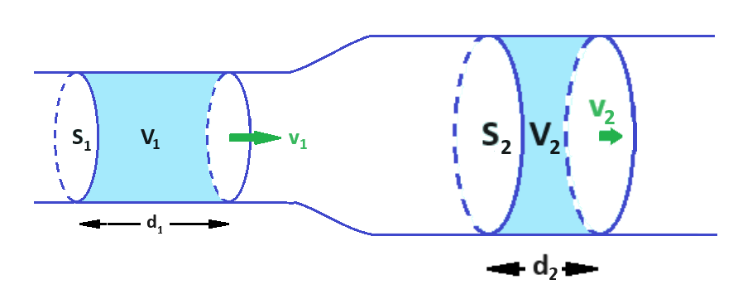 S₁ V₁ v₁
d₁
S₂ V₂ v₂
d₂